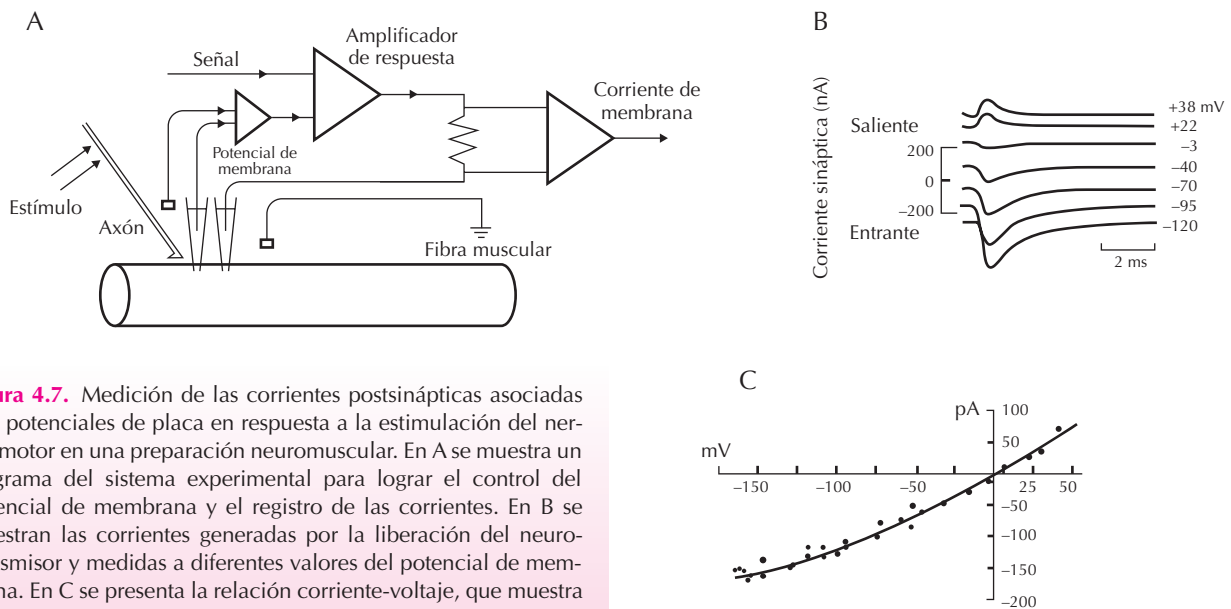 A
Señal
Amplificador
de respuesta
Corriente de
membrana
Potencial de
membrana
Estímulo
Axón
Fibra muscular
B
Corriente sináptica (nA)
Saliente
200
0
−200
Entrante
+38 mV
+22
−3
−40
−70
−95
−120
2 ms
ura 4.7. Medición de las corrientes postsinápticas asociadas
potenciales de placa en respuesta a la estimulación del ner-
motor en una preparación neuromuscular. En A se muestra un
grama del sistema experimental para lograr el control del
encial de membrana y el registro de las corrientes. En B se
estran las corrientes generadas por la liberación del neuro-
smisor y medidas a diferentes valores del potencial de mem-
na. En C se presenta la relación corriente-voltaje, que muestra
C
pA
mV
100
50
−150
−100
−50
0
25
50
−50
−100
−150
−200